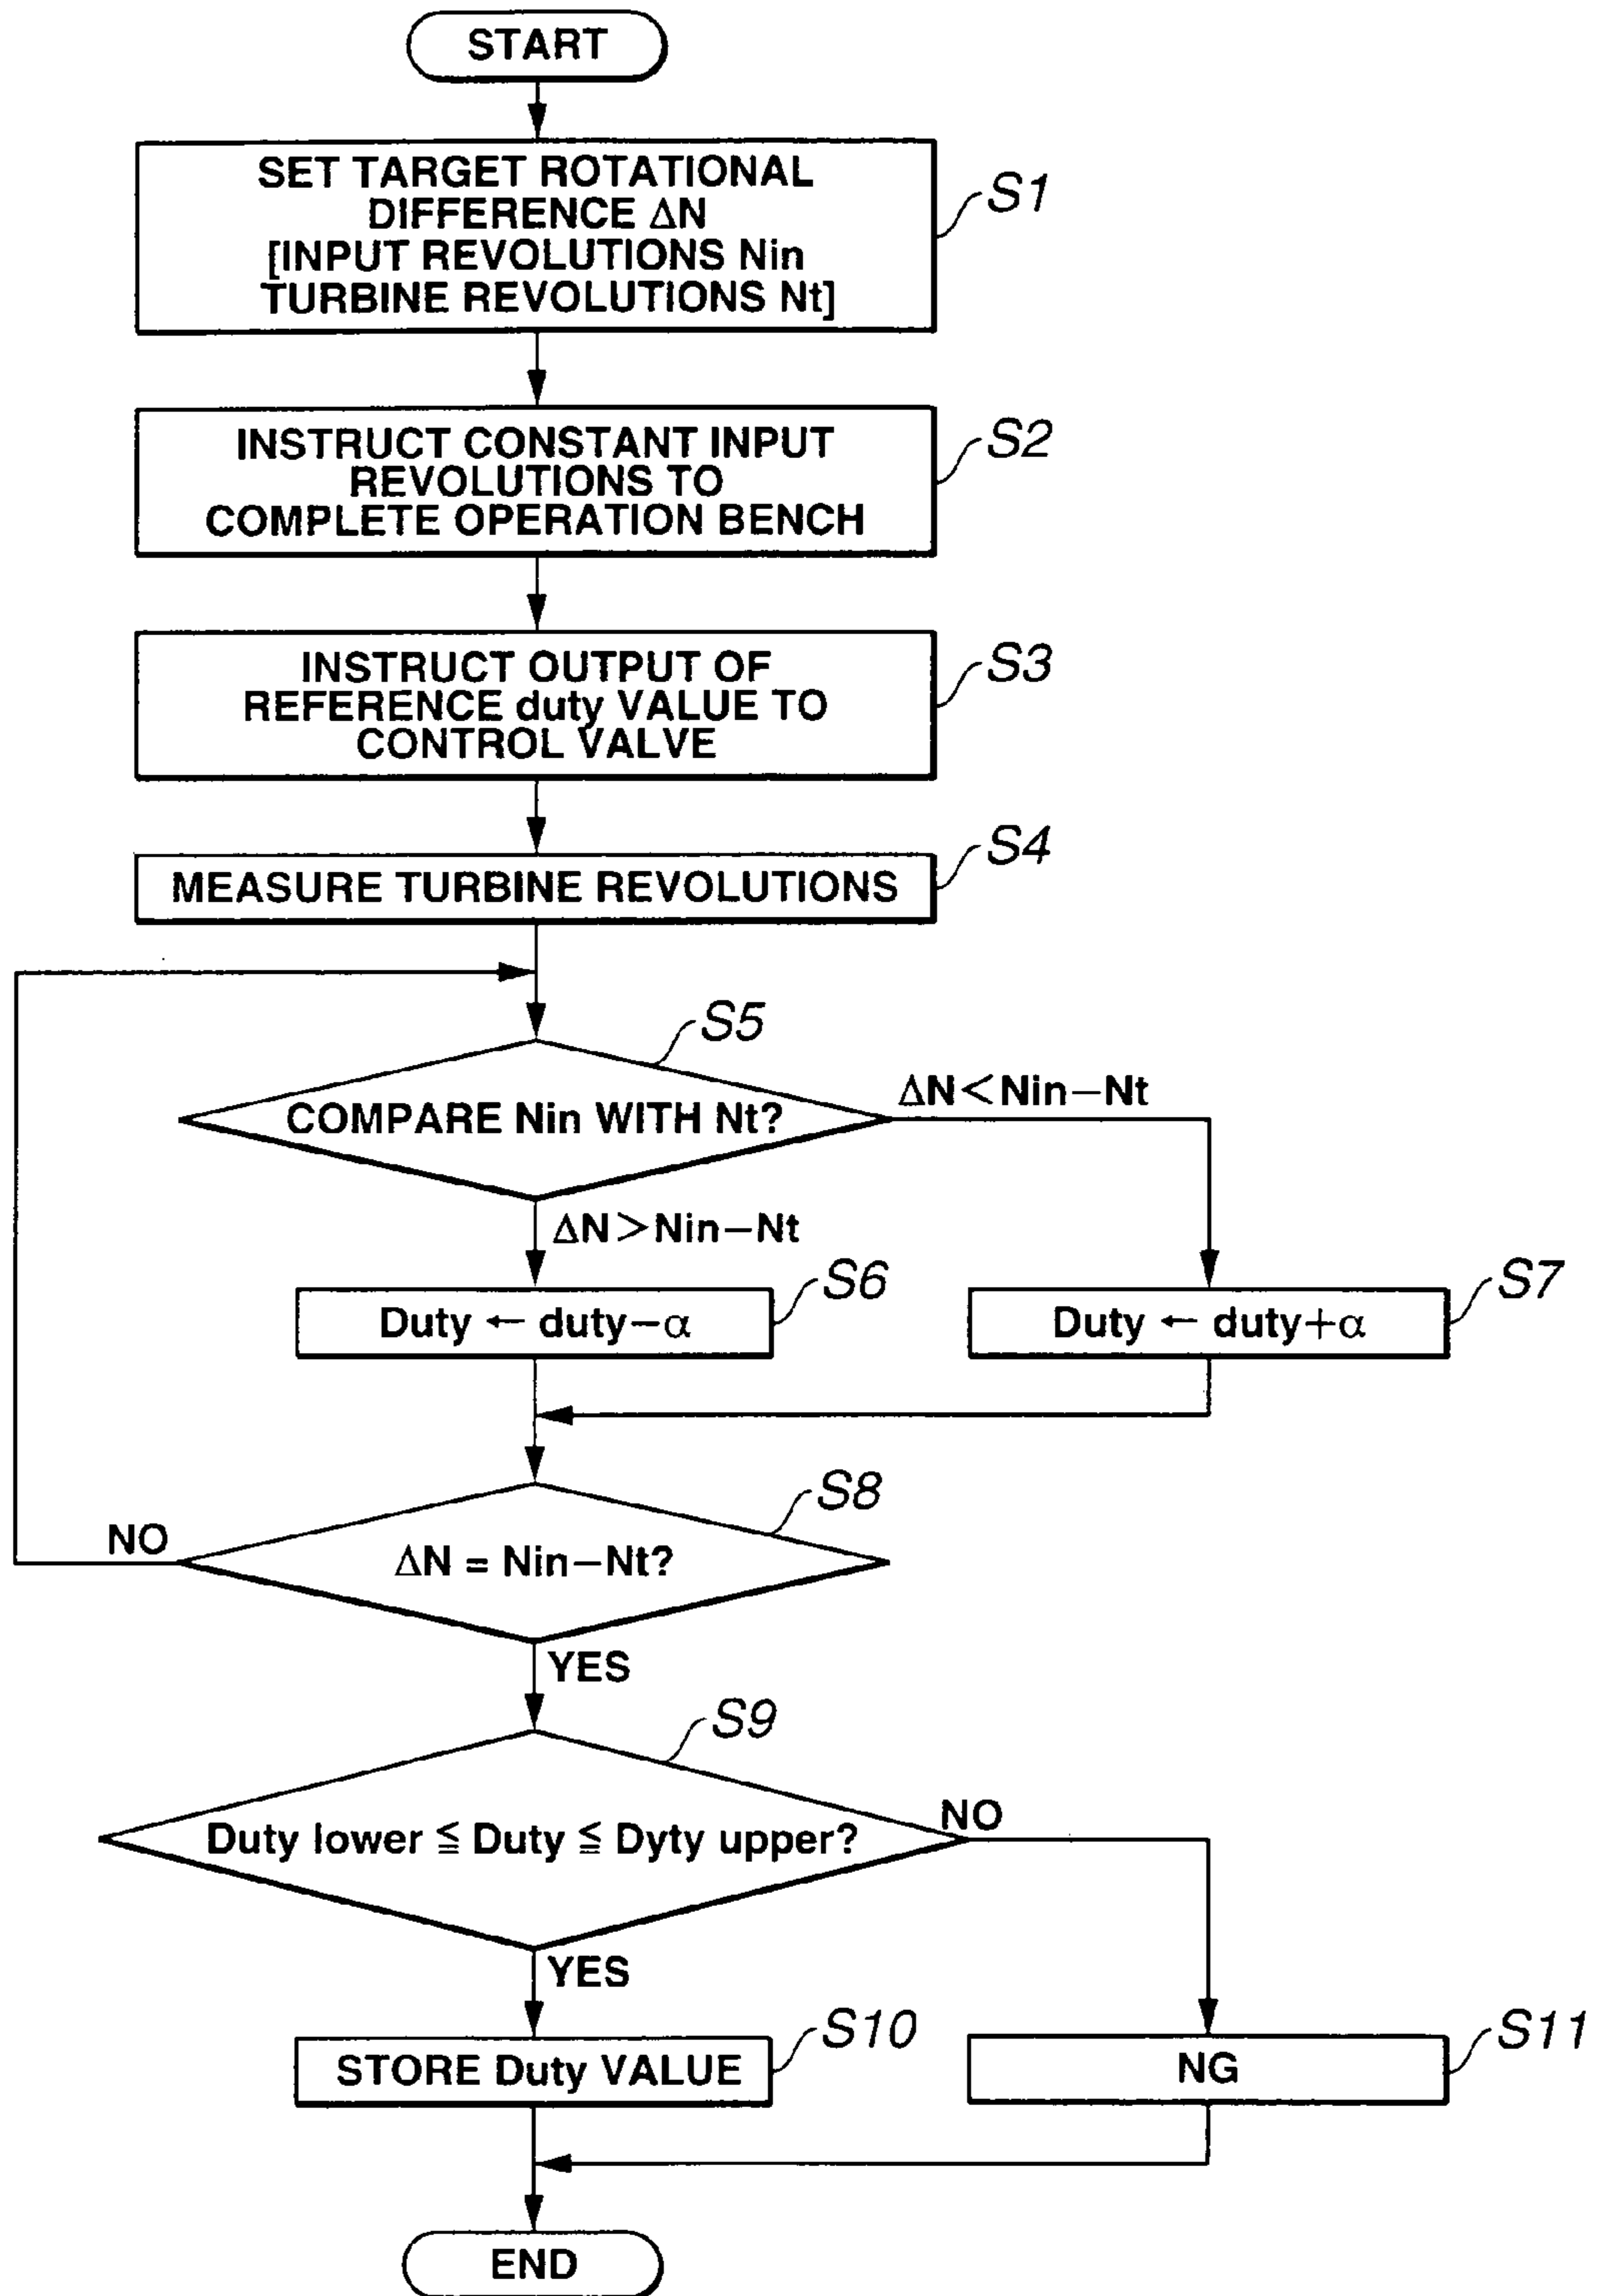 START
SET TARGET ROTATIONAL
DIFFERENCE ΔN
[INPUT REVOLUTIONS Nin
TURBINE REVOLUTIONS Nt]
S1
INSTRUCT CONSTANT INPUT
REVOLUTIONS TO
COMPLETE OPERATION BENCH
S2
INSTRUCT OUTPUT OF
REFERENCE duty VALUE TO
CONTROL VALVE
S3
MEASURE TURBINE REVOLUTIONS
S4
S5
COMPARE Nin WITH Nt?
ΔN<Nin−Nt
ΔN>Nin−Nt
S6
Duty ← duty−α
S7
Duty ← duty+α
S8
NO
ΔN = Nin−Nt?
YES
S9
Duty lower ≦ Duty ≦ Dyty upper?
NO
YES
S10
STORE Duty VALUE
S11
NG
END